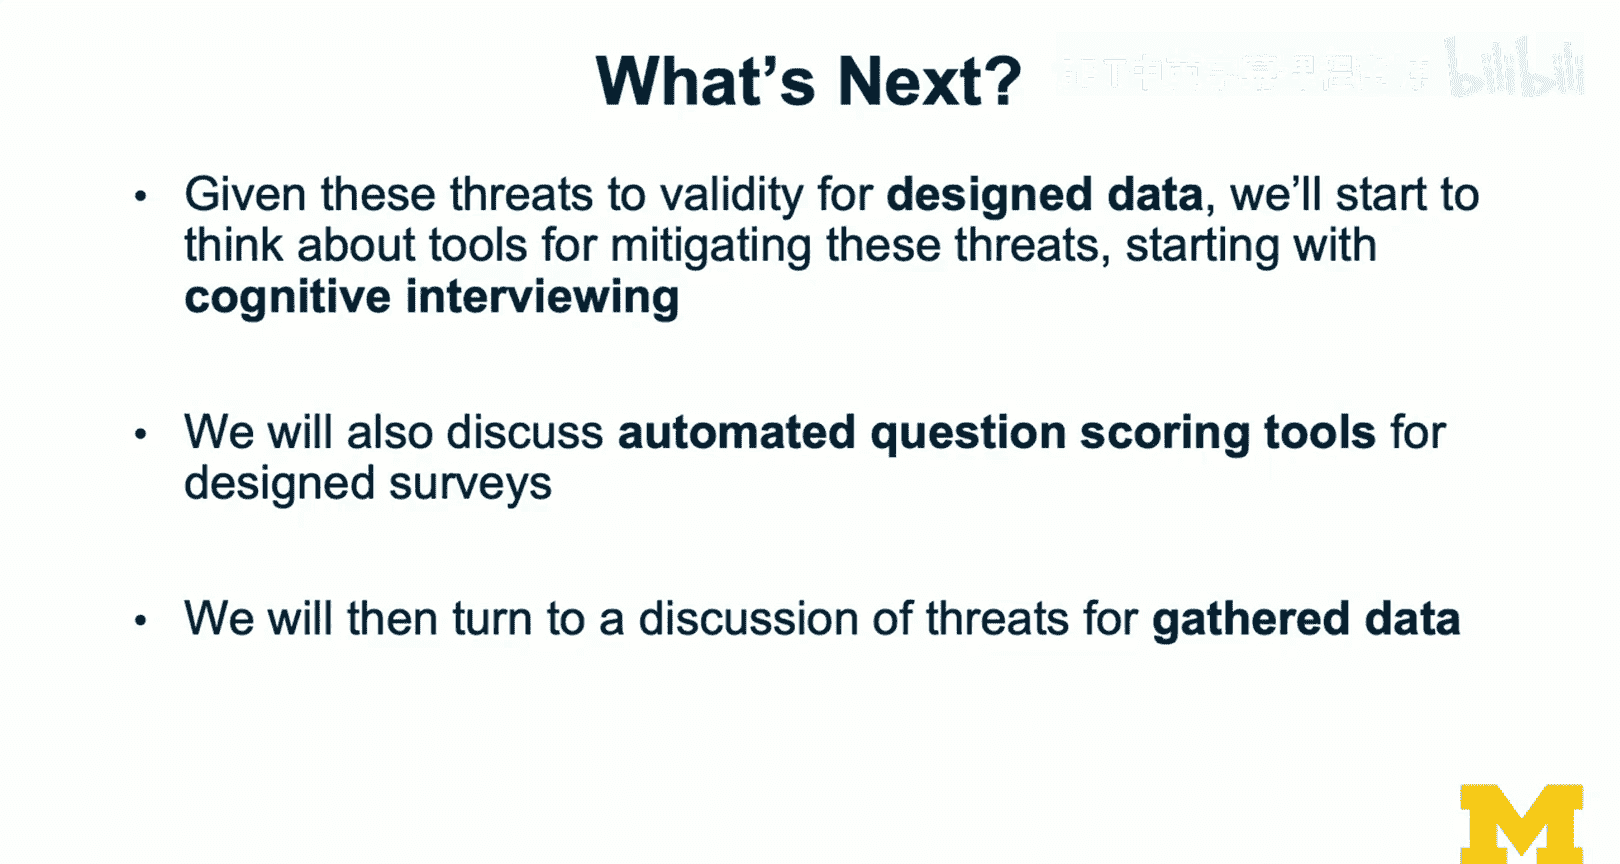 What’s Next?
bilibili
• Given these threats to validity for designed data, we’ll start to
think about tools for mitigating these threats, starting with
cognitive interviewing
• We will also discuss automated question scoring tools for
designed surveys
• We will then turn to a discussion of threats for gathered data
M